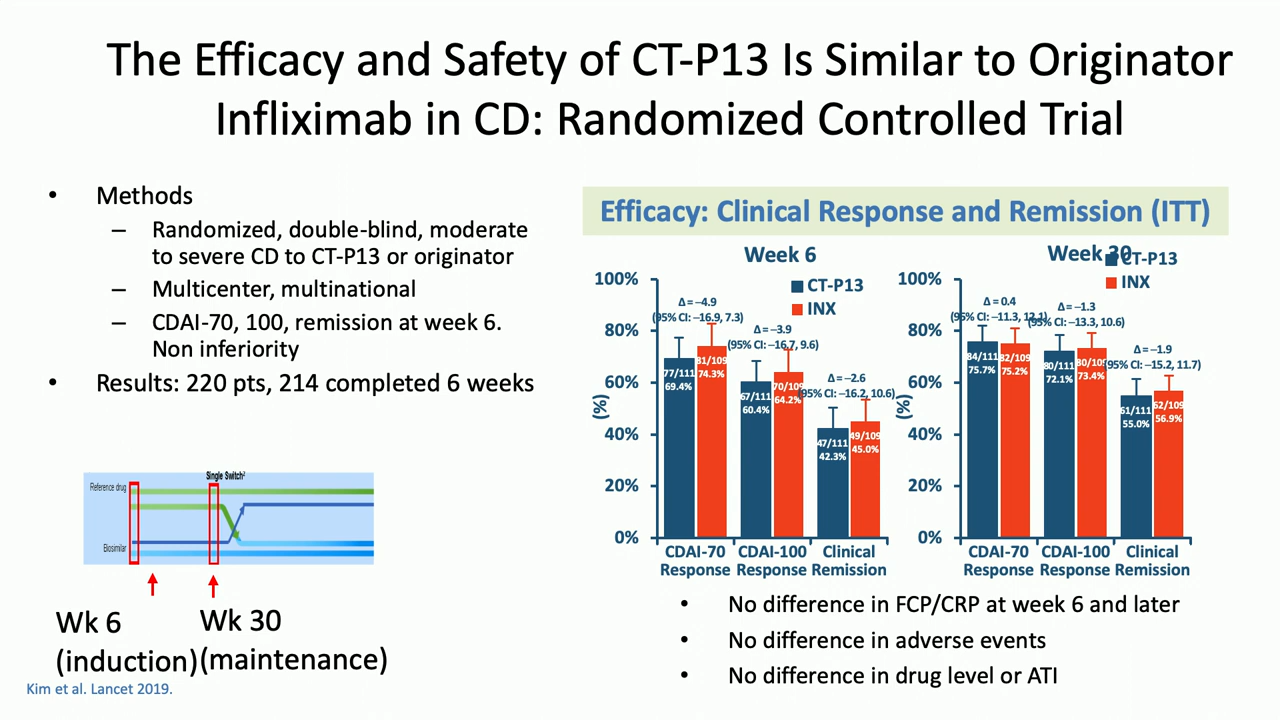 The Efficacy and Safety of CT-P13 Is Similar to Originator
Infliximab in CD: Randomized Controlled Trial
• Methods
– Randomized, double-blind, moderate
to severe CD to CT-P13 or originator
– Multicenter, multinational
– CDAI-70, 100, remission at week 6.
Non inferiority
• Results: 220 pts, 214 completed 6 weeks
Single Switch²
Reference drug
Biosimilar
Wk 6
(induction)
Wk 30
(maintenance)
Kim et al. Lancet 2019.
Efficacy: Clinical Response and Remission (ITT)
Week 6
CT-P13
INX
100%
80%
60%
40%
20%
0%
(%)
Δ = –4.9
(95% CI: –16.9, 7.3)
Δ = –3.9
(95% CI: –16.7, 9.6)
Δ = –2.6
(95% CI: –16.2, 10.6)
77/111
69.4%
81/109
74.3%
67/111
60.4%
70/109
64.2%
47/111
42.3%
49/109
45.0%
CDAI-70
Response
CDAI-100
Response
Clinical
Remission
Week 30
CT-P13
INX
100%
80%
60%
40%
20%
0%
(%)
Δ = 0.4
(95% CI: –11.3, 12.1)
Δ = –1.3
(95% CI: –13.3, 10.6)
Δ = –1.9
(95% CI: –15.2, 11.7)
84/111
75.7%
82/109
75.2%
80/111
72.1%
80/109
73.4%
61/111
55.0%
62/109
56.9%
CDAI-70
Response
CDAI-100
Response
Clinical
Remission
• No difference in FCP/CRP at week 6 and later
• No difference in adverse events
• No difference in drug level or ATI